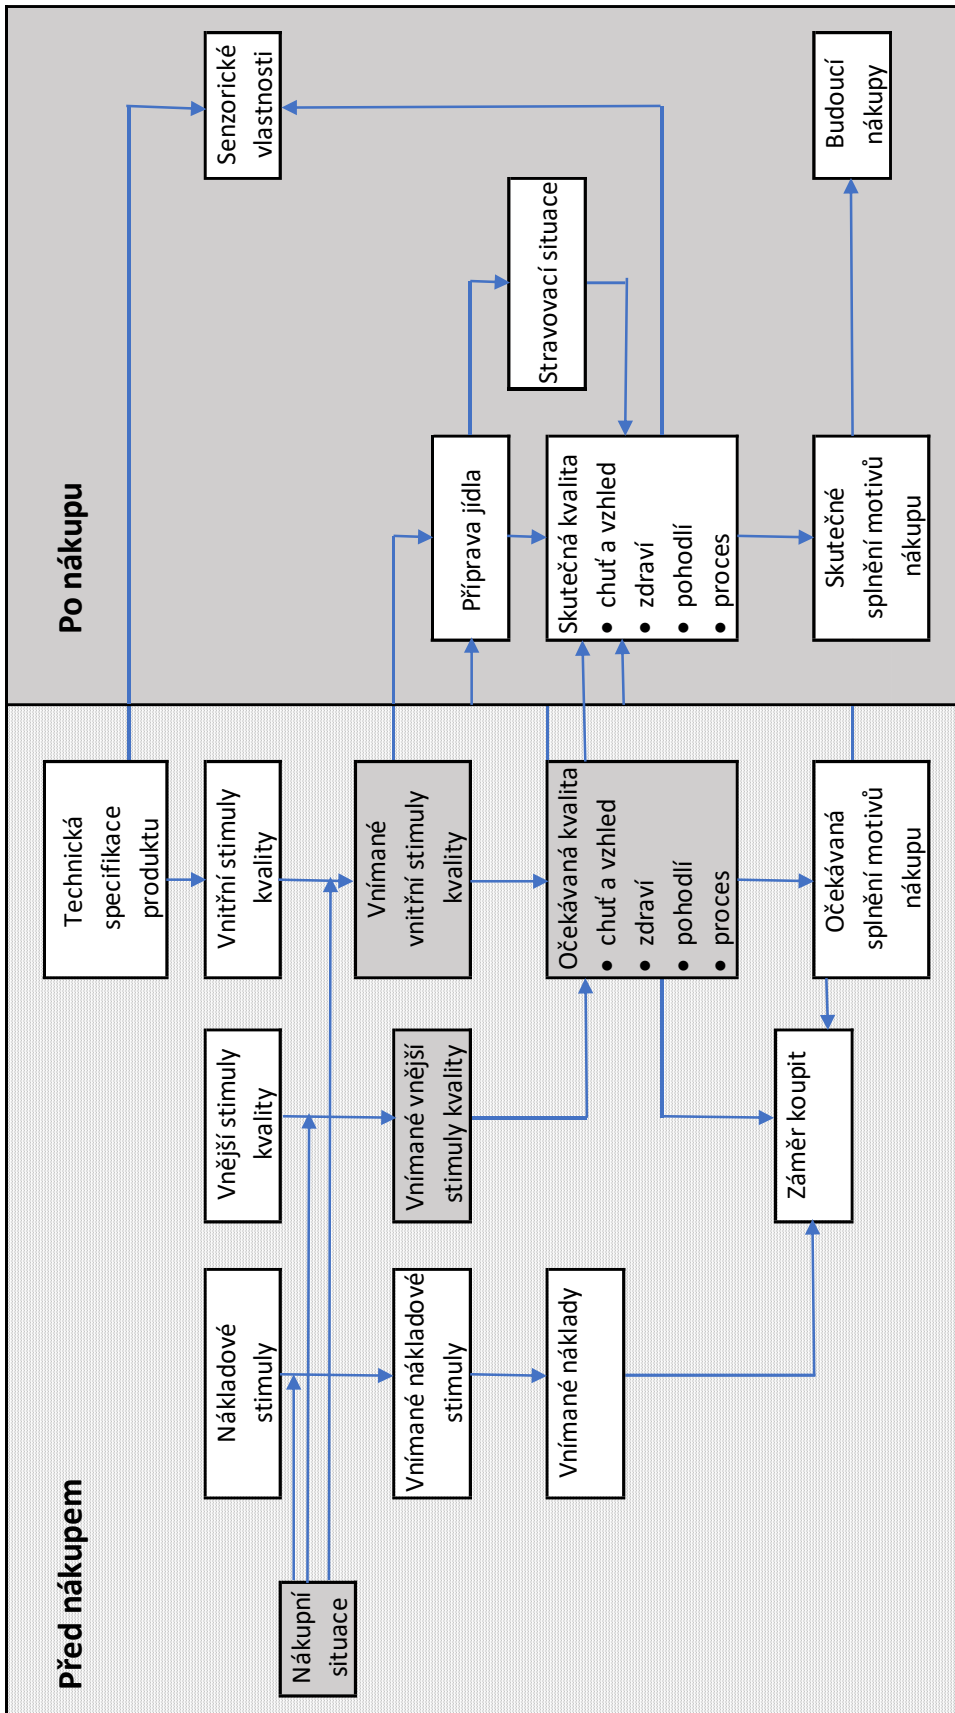 Před nákupem
Po nákupu
Technická
specifikace
produktu
Nákladové
stimuly
Vnější stimuly
kvality
Vnitřní stimuly
kvality
Senzorické
vlastnosti
Nákupní
situace
Vnímané nákladové
stimuly
Vnímané vnější
stimuly kvality
Vnímané
vnitřní stimuly
kvality
Příprava jídla
Stravovací situace
Vnímané náklady
Očekávaná kvalita
• chuť a vzhled
• zdraví
• pohodlí
• proces
Skutečná kvalita
• chuť a vzhled
• zdraví
• pohodlí
• proces
Záměr koupit
Očekávaná
splnění motivů
nákupu
Skutečné
splnění motivů
nákupu
Budoucí
nákupy